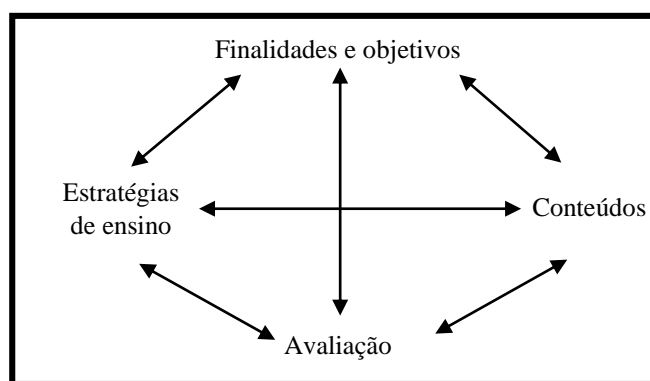 Finalidades e objetivos
Estratégias
de ensino
Conteúdos
Avaliação